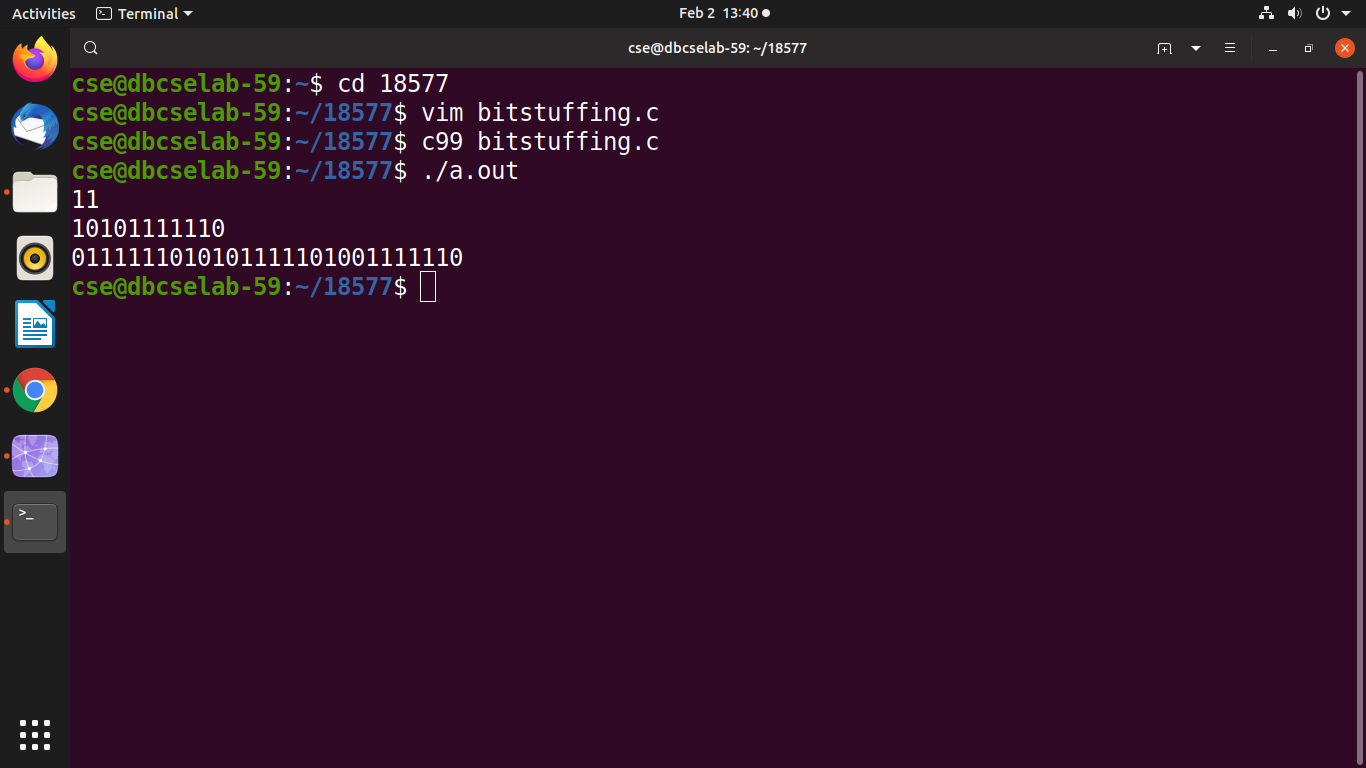 Activities
Terminal
Feb 2 13:40
cse@dbcselab-59: ~/18577
cse@dbcselab-59:~$ cd 18577
cse@dbcselab-59:~/18577$ vim bitstuffing.c
cse@dbcselab-59:~/18577$ c99 bitstuffing.c
cse@dbcselab-59:~/18577$ ./a.out
11
10101111110
0111111010101111101001111110
cse@dbcselab-59:~/18577$
>_